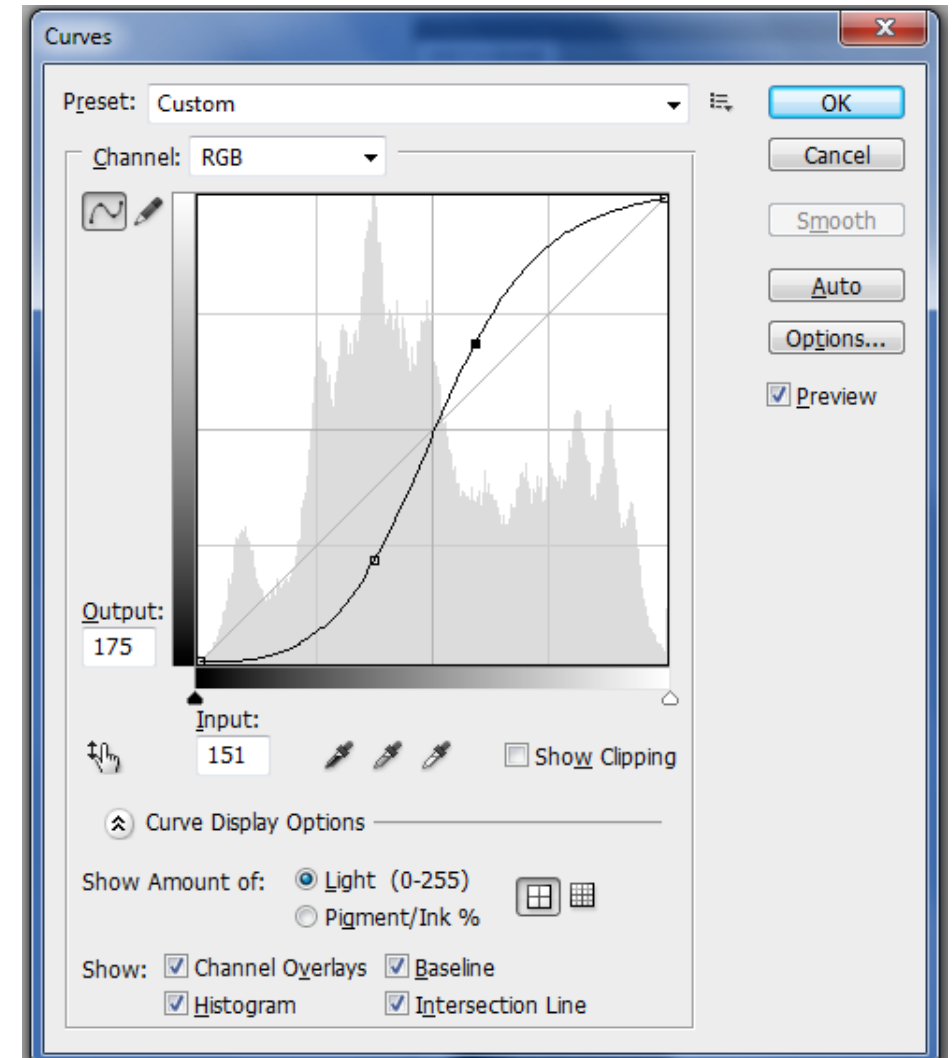 Curves
Preset: Custom
OK
Channel: RGB
Cancel
Smooth
Auto
Options...
Preview
Output:
175
Input:
151
Show Clipping
Curve Display Options
Show Amount of: Light (0-255)
Pigment/Ink %
Show: Channel Overlays Baseline
Histogram Intersection Line